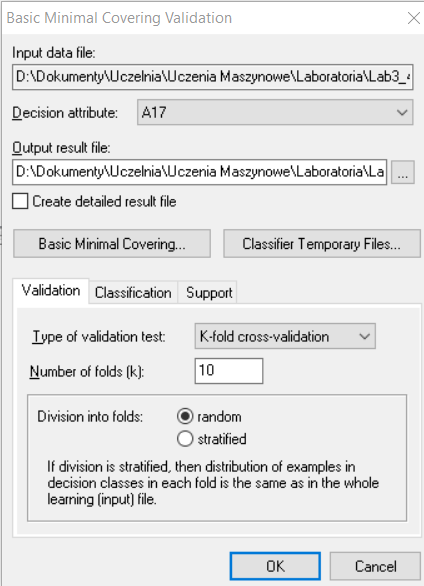 Basic Minimal Covering Validation
Input data file:
D:\Dokumenty\Uczelnia\Uczenia Maszynowe\Laboratoria\Lab3_4
Decision attribute: A17
Output result file:
D:\Dokumenty\Uczelnia\Uczenia Maszynowe\Laboratoria\La ...
Create detailed result file
Basic Minimal Covering... Classifier Temporary Files...
Validation Classification Support
Type of validation test: K-fold cross-validation
Number of folds (k): 10
Division into folds: random
stratified
If division is stratified, then distribution of examples in
decision classes in each fold is the same as in the whole
learning (input) file.
OK Cancel